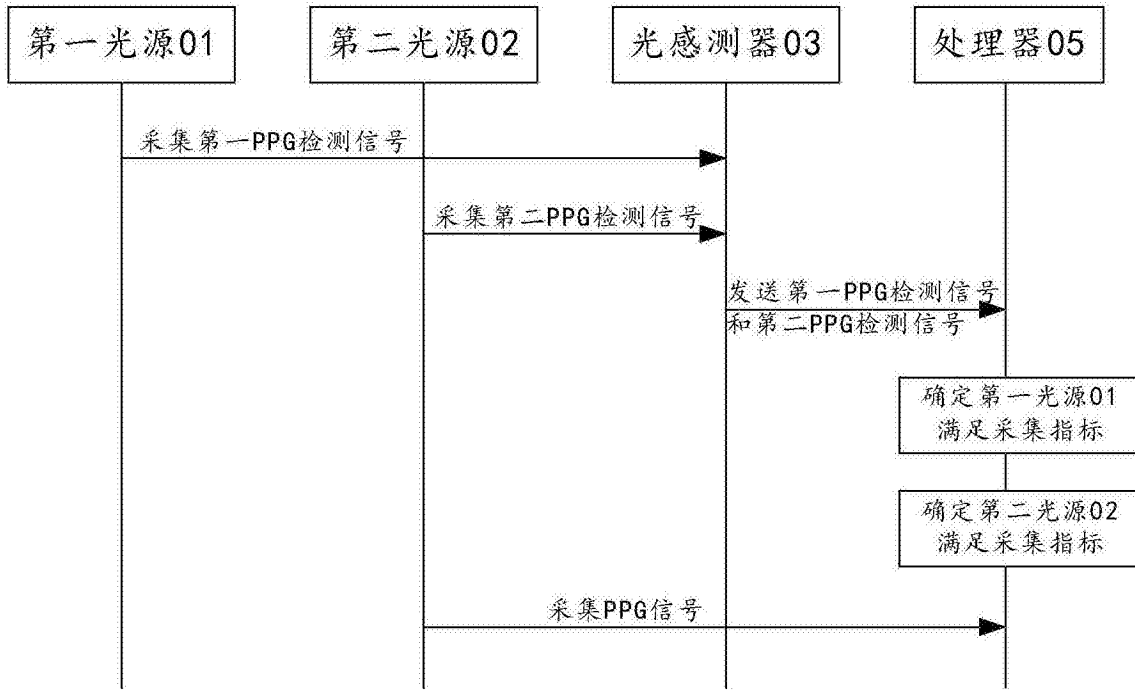 第一光源01
第二光源02
光感测器03
处理器05
采集第一PPG检测信号
采集第二PPG检测信号
发送第一PPG检测信号
和第二PPG检测信号
确定第一光源01
满足采集指标
确定第二光源02
满足采集指标
采集PPG信号